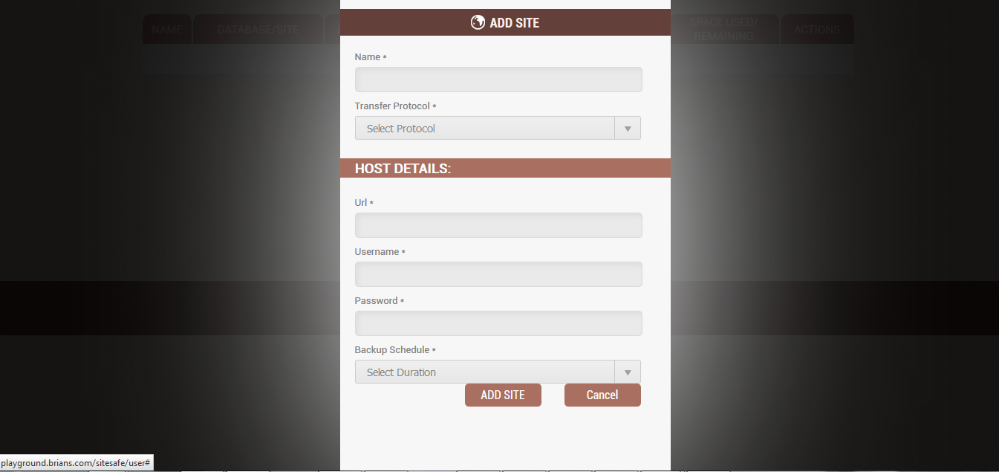 NAME
DATABASE/SITE
SPACE USED/
REMAINING
ACTIONS
ADD SITE
Name *
Transfer Protocol *
Select Protocol
HOST DETAILS:
Url *
Username *
Password *
Backup Schedule *
Select Duration
ADD SITE
Cancel
playground.brians.com/sitesafe/user#